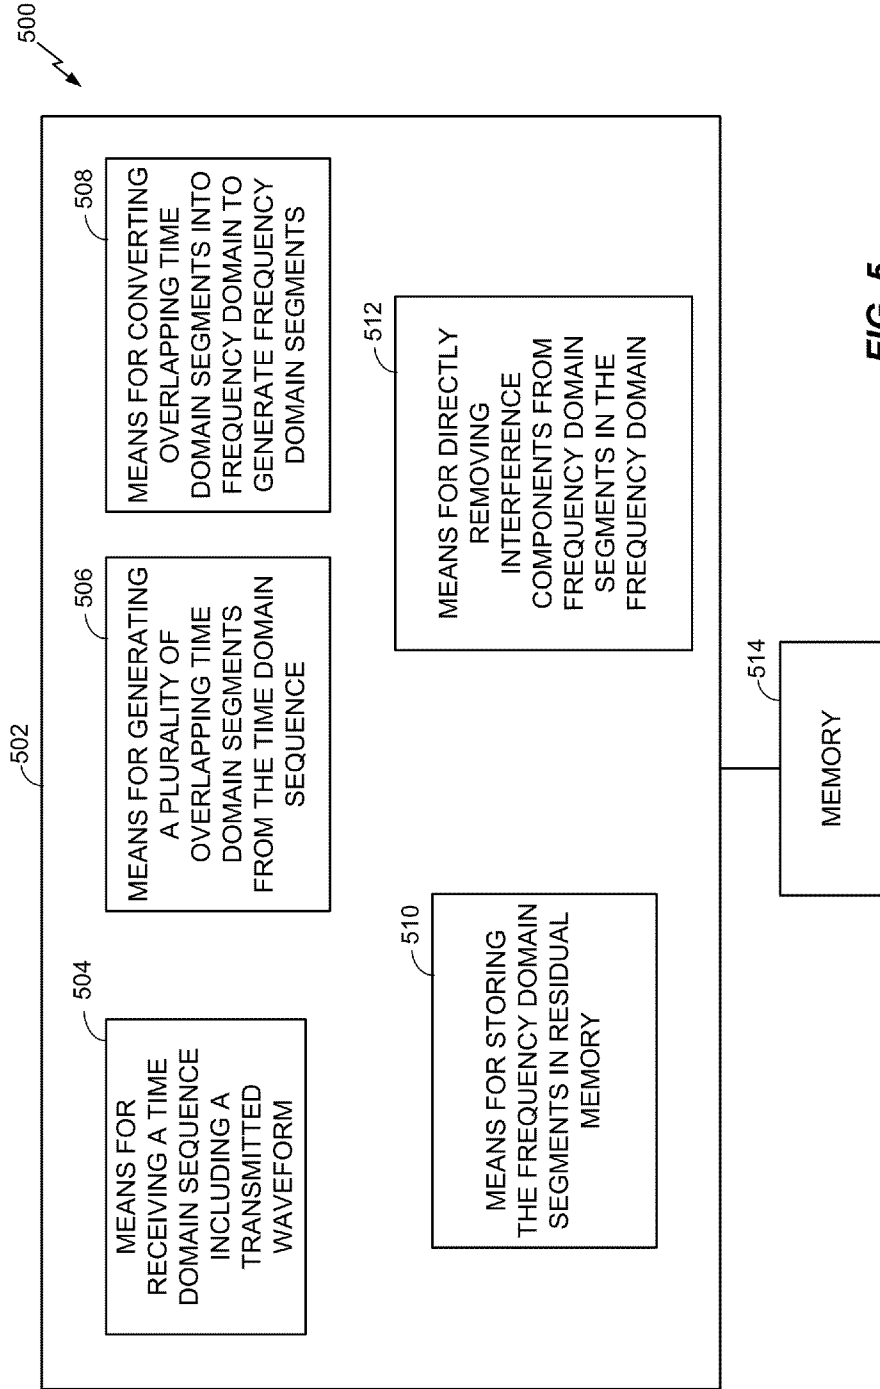 500
502
504
MEANS FOR
RECEIVING A TIME
DOMAIN SEQUENCE
INCLUDING A
TRANSMITTED
WAVEFORM
506
MEANS FOR GENERATING
A PLURALITY OF
OVERLAPPING TIME
DOMAIN SEGMENTS
FROM THE TIME DOMAIN
SEQUENCE
508
MEANS FOR CONVERTING
OVERLAPPING TIME
DOMAIN SEGMENTS INTO
FREQUENCY DOMAIN TO
GENERATE FREQUENCY
DOMAIN SEGMENTS
510
MEANS FOR STORING
THE FREQUENCY DOMAIN
SEGMENTS IN RESIDUAL
MEMORY
512
MEANS FOR DIRECTLY
REMOVING
INTERFERENCE
COMPONENTS FROM
FREQUENCY DOMAIN
SEGMENTS IN THE
FREQUENCY DOMAIN
514
MEMORY
FIG. 5